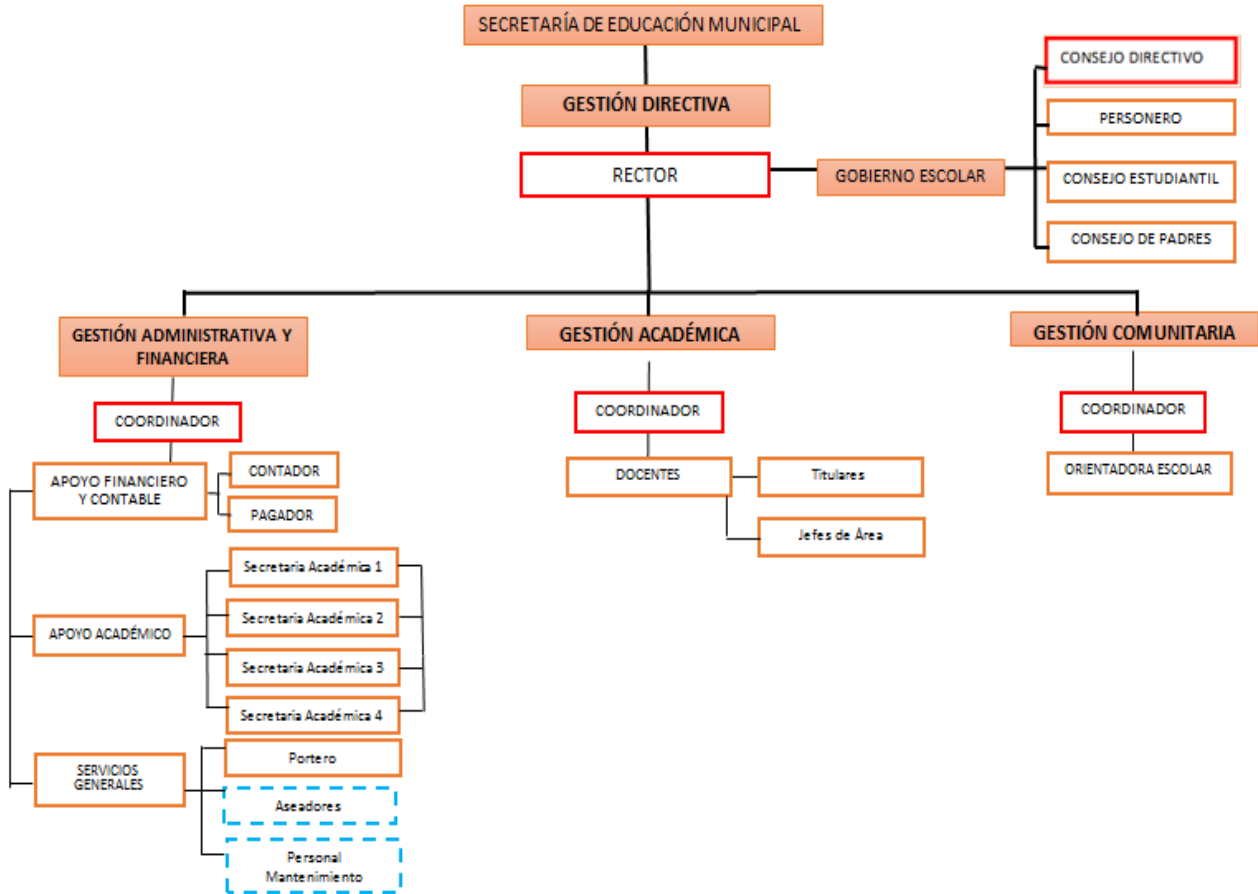 SECRETARÍA DE EDUCACIÓN MUNICIPAL
GESTIÓN DIRECTIVA
RECTOR
GOBIERNO ESCOLAR
CONSEJO DIRECTIVO
PERSONERO
CONSEJO ESTUDIANTIL
CONSEJO DE PADRES
GESTIÓN ADMINISTRATIVA Y
FINANCIERA
COORDINADOR
APOYO FINANCIERO
Y CONTABLE
CONTADOR
PAGADOR
APOYO ACADÉMICO
Secretaria Académica 1
Secretaria Académica 2
Secretaria Académica 3
Secretaria Académica 4
SERVICIOS
GENERALES
Portero
Aseadores
Personal
Mantenimiento
GESTIÓN ACADÉMICA
COORDINADOR
DOCENTES
Titulares
Jefes de Área
GESTIÓN COMUNITARIA
COORDINADOR
ORIENTADORA ESCOLAR